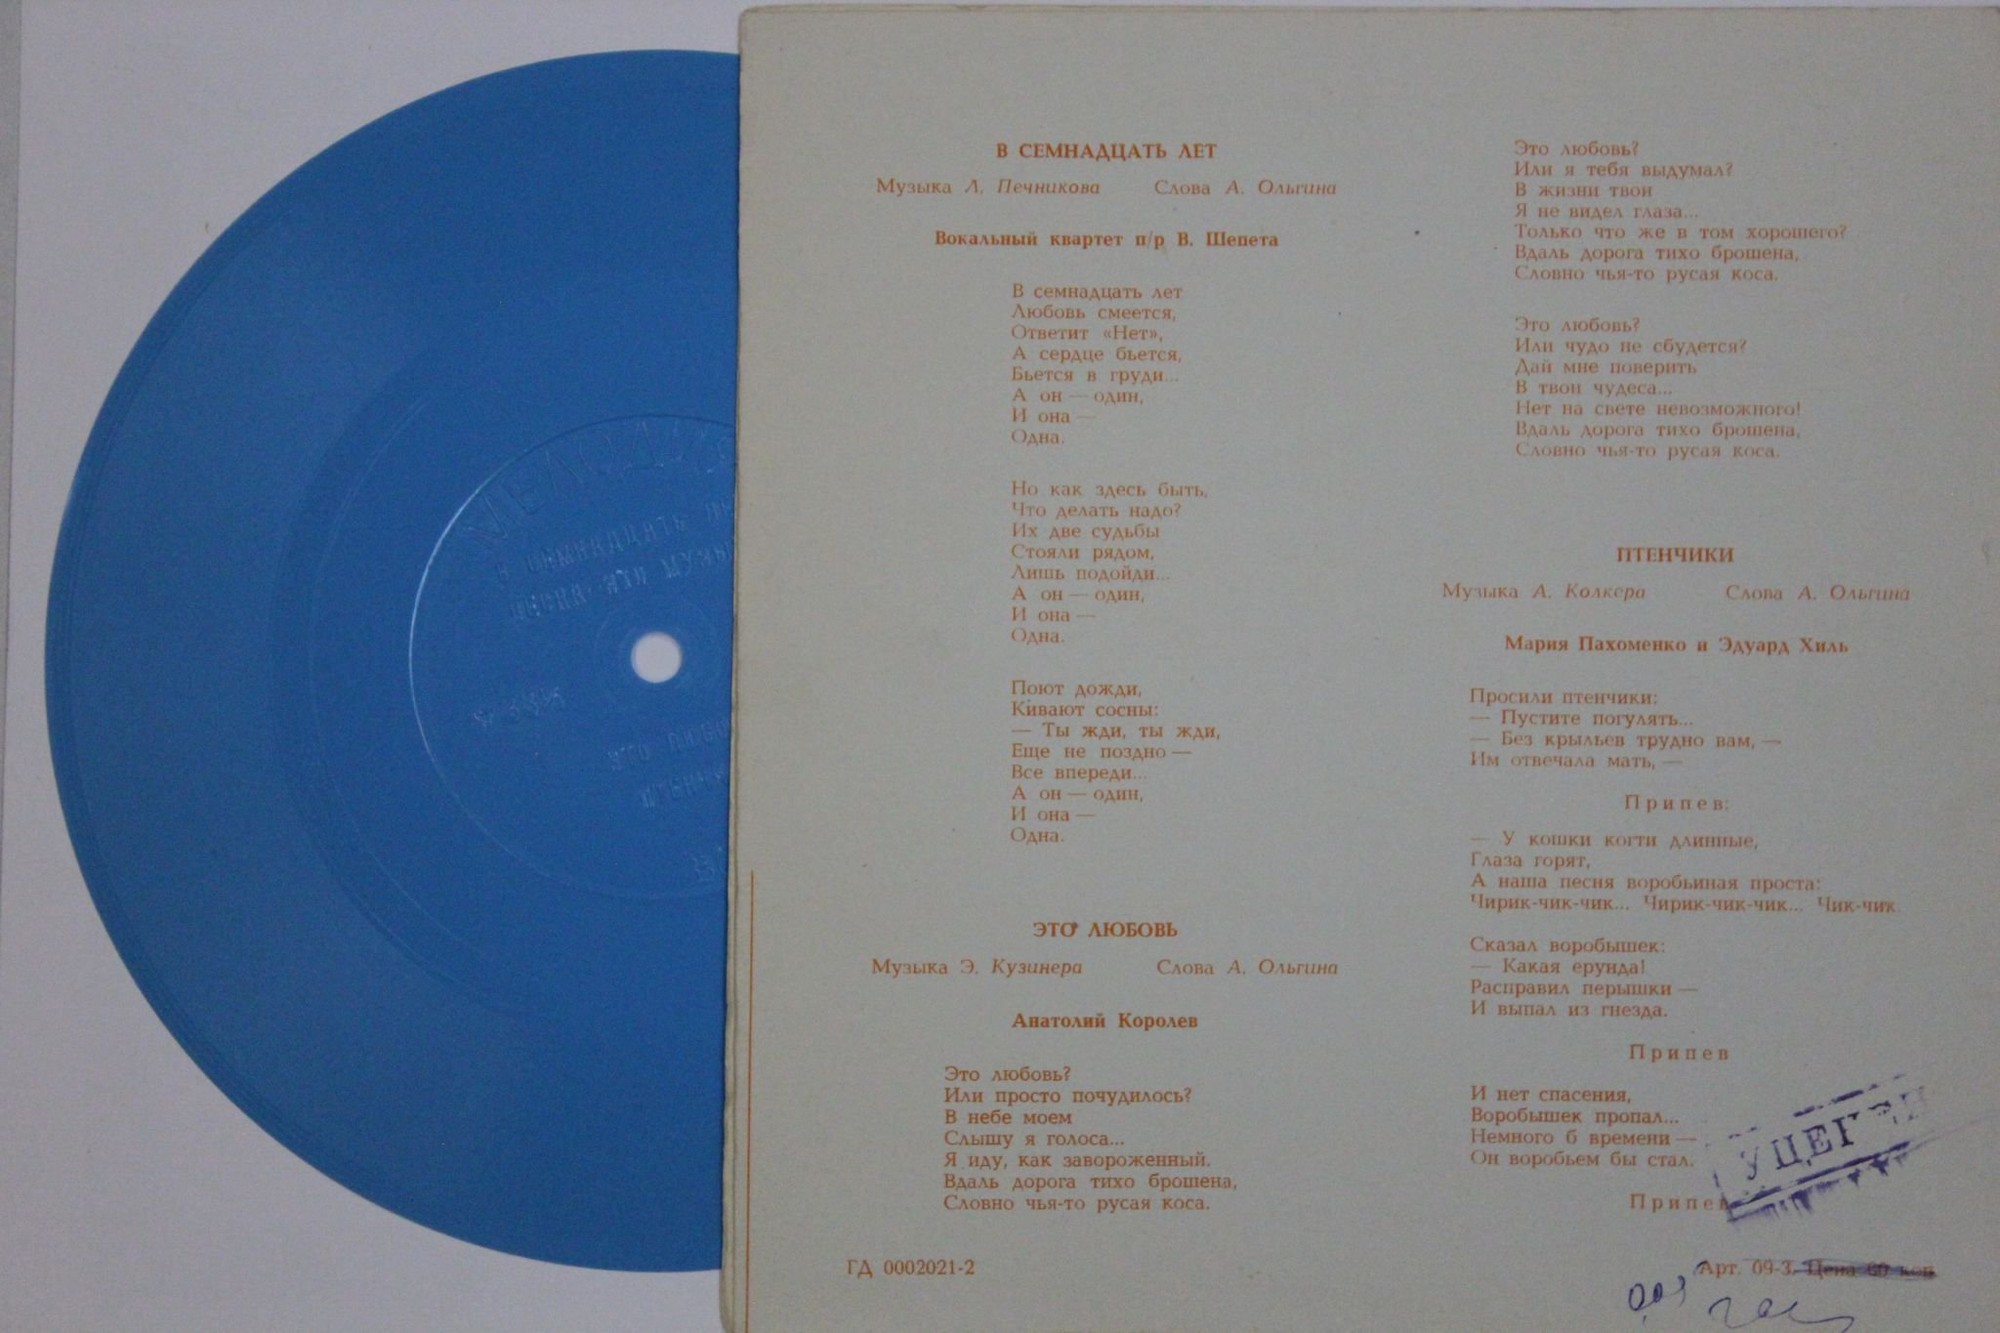 МЕЛОДИЯ
В СЕМНАДЦАТЬ
ПЕСНЯ
33⅓
ЭТО
В СЕМНАДЦАТЬ ЛЕТ
Музыка Л. Печникова Слова А. Ольгина
Вокальный квартет п/р В. Шепета
В семнадцать лет
Любовь смеется,
Ответит «Нет»,
А сердце бьется,
Бьется в груди...
А он — один,
И она —
Одна.
Но как здесь быть,
Что делать надо?
Их две судьбы
Стояли рядом,
Лишь подойди...
А он — один,
И она —
Одна.
Поют дожди,
Кивают сосны:
— Ты жди, ты жди,
Еще не поздно —
Все впереди...
А он — один,
И она —
Одна.
ЭТО ЛЮБОВЬ
Музыка Э. Кузинера Слова А. Ольгина
Анатолий Королев
Это любовь?
Или просто почудилось?
В небе моем
Слышу я голоса...
Я иду, как завороженный.
Вдаль дорога тихо брошена,
Словно чья-то русая коса.
ГД 0002021-2
Это любовь?
Или я тебя выдумал?
В жизни твои
Я не видел глаза...
Только что же в том хорошего?
Вдаль дорога тихо брошена,
Словно чья-то русая коса.
Это любовь?
Или чудо не сбудется?
Дай мне поверить
В твои чудеса...
Нет на свете невозможного!
Вдаль дорога тихо брошена,
Словно чья-то русая коса.
ПТЕНЧИКИ
Музыка А. Колкера Слова А. Ольгина
Мария Пахоменко и Эдуард Хиль
Просили птенчики:
— Пустите погулять...
— Без крыльев трудно вам, —
Им отвечала мать, —
Припев:
— У кошки когти длинные,
Глаза горят,
А наша песня воробьиная проста:
Чирик-чик-чик... Чирик-чик-чик... Чик-чик.
Сказал воробышек:
— Какая ерунда!
Расправил перышки —
И выпал из гнезда.
Припев
И нет спасения,
Воробышек пропал...
Немного б времени —
Он воробьем бы стал.
Припев
Арт. 09-3. Цена 60 коп